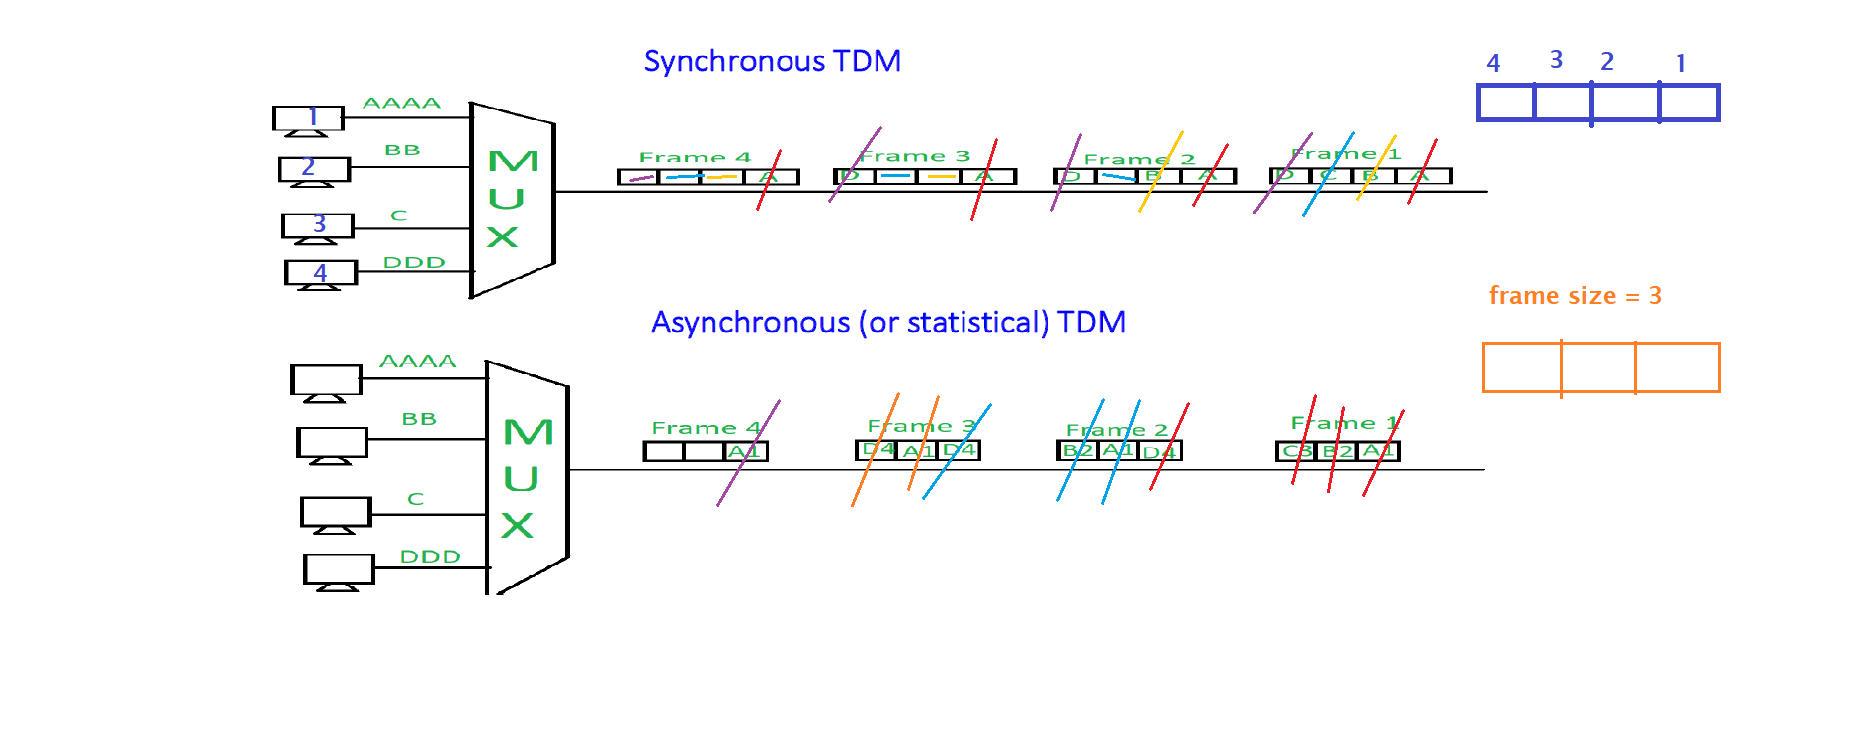 Synchronous TDM
4 3 2 1
1 AAAA
2 BB
3 C
4 DDD
MUX
Frame 4 Frame 3 Frame 2 Frame 1
A D A D B A D C B A
Asynchronous (or statistical) TDM
frame size = 3
AAAA
BB
C
DDD
MUX
Frame 4 Frame 3 Frame 2 Frame 1
A1 D4 A1 D4 B2 A1 D4 C3 B2 A1